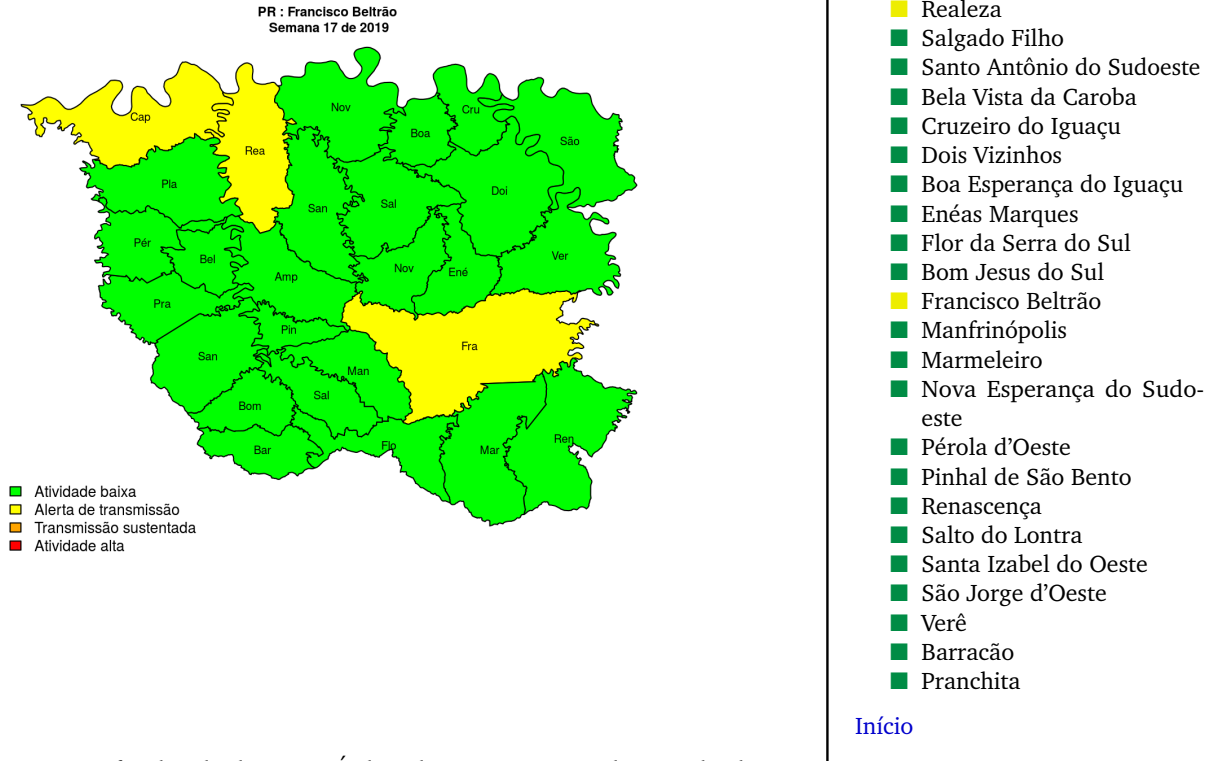 PR : Francisco Beltrão
Semana 17 de 2019
Cap
Rea
Nov
Boa
Cru
São
Pla
San
Sal
Doi
Pér
Bel
Amp
Nov
Ené
Ver
Pra
Pin
San
Man
Fra
Sal
Bom
Bar
Flo
Mar
Ren
Atividade baixa
Alerta de transmissão
Transmissão sustentada
Atividade alta
Realeza
Salgado Filho
Santo Antônio do Sudoeste
Bela Vista da Caroba
Cruzeiro do Iguaçu
Dois Vizinhos
Boa Esperança do Iguaçu
Enéas Marques
Flor da Serra do Sul
Bom Jesus do Sul
Francisco Beltrão
Manfrinópolis
Marmeleiro
Nova Esperança do Sudo-
este
Pérola d'Oeste
Pinhal de São Bento
Renascença
Salto do Lontra
Santa Izabel do Oeste
São Jorge d'Oeste
Verê
Barracão
Pranchita
Início